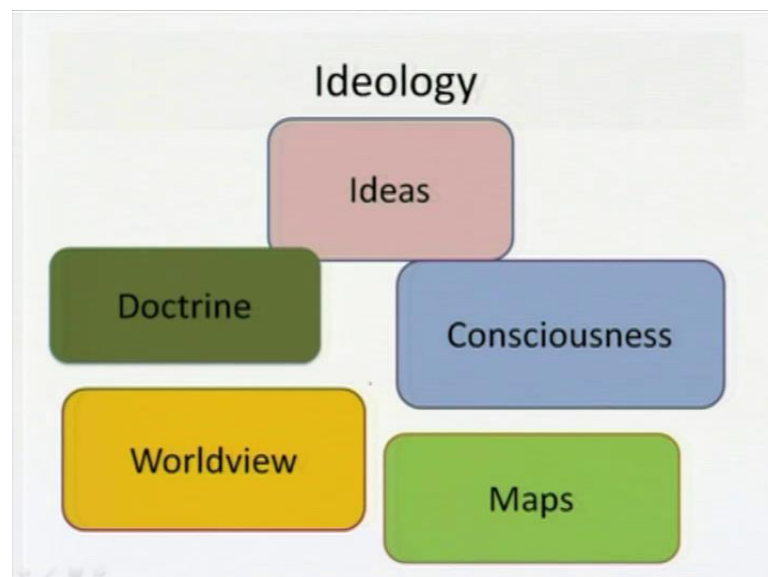 Ideology
Ideas
Doctrine
Consciousness
Worldview
Maps